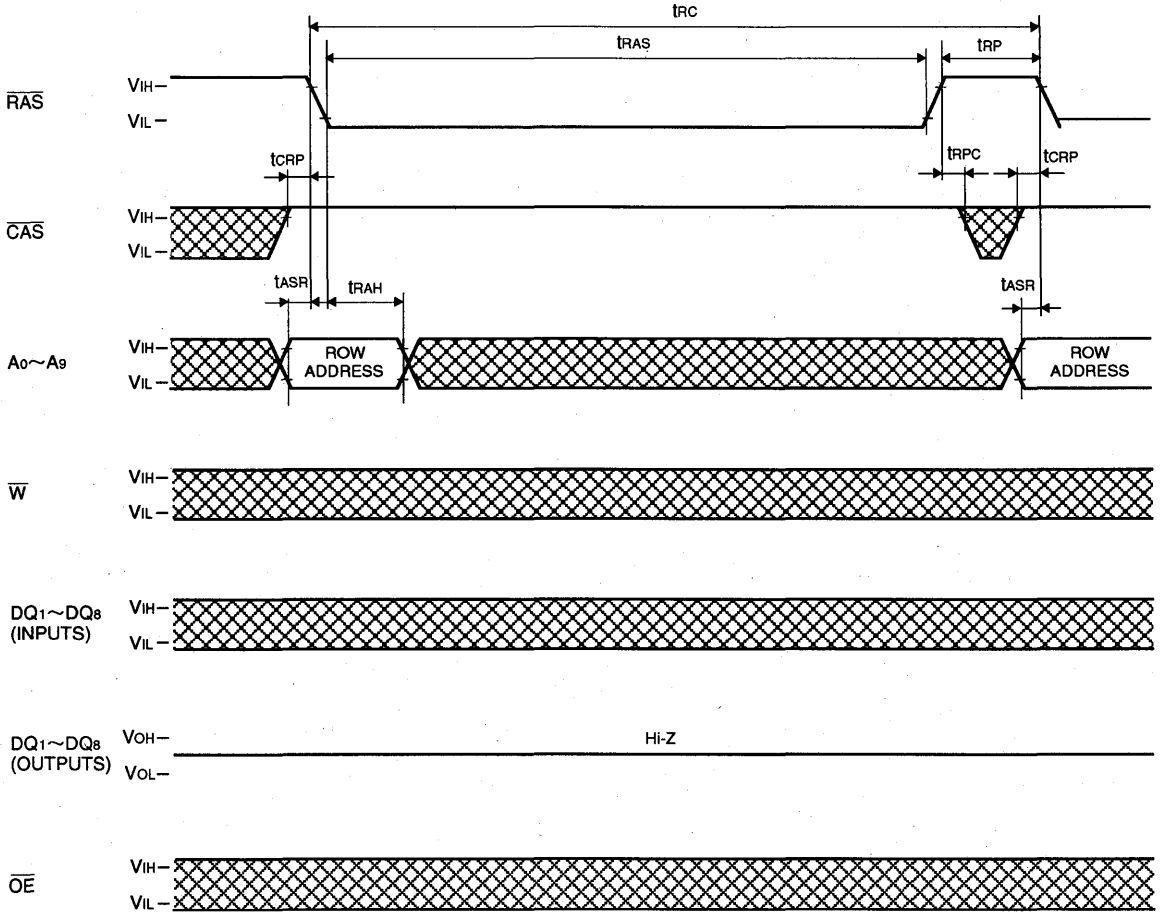 tRC
tRAS
tRP
RAS
VIH
VIL
tCRP
tRPC
tCRP
CAS
VIH
VIL
tASR
tRAH
tASR
A0~A9
VIH
VIL
ROW
ADDRESS
ROW
ADDRESS
W
VIH
VIL
DQ1~DQ8
(INPUTS)
VIH
VIL
DQ1~DQ8
(OUTPUTS)
VOH
VOL
Hi-Z
OE
VIH
VIL